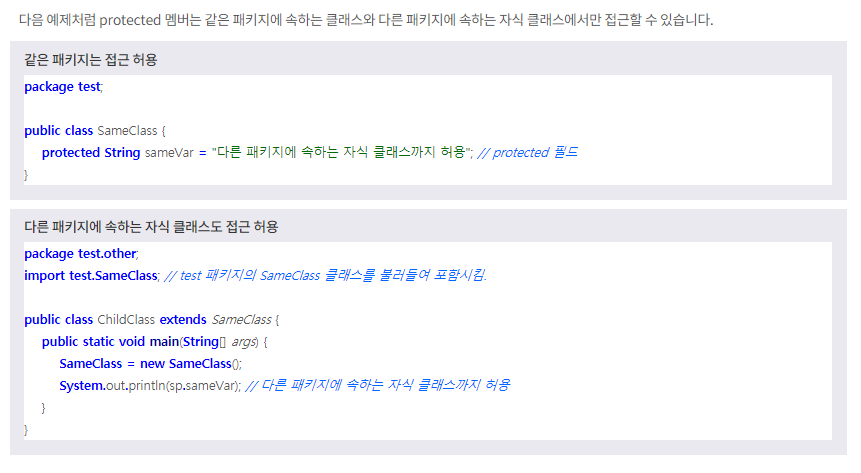 다음 예제처럼 protected 멤버는 같은 패키지에 속하는 클래스와 다른 패키지에 속하는 자식 클래스에서만 접근할 수 있습니다.
같은 패키지는 접근 허용
package test;
public class SameClass {
protected String sameVar = "다른 패키지에 속하는 자식 클래스까지 허용"; // protected 필드
}
다른 패키지에 속하는 자식 클래스도 접근 허용
package test.other;
import test.SameClass; // test 패키지의 SameClass 클래스를 불러들여 포함시킴.
public class ChildClass extends SameClass {
public static void main(String[] args) {
SameClass = new SameClass();
System.out.println(sp.sameVar); // 다른 패키지에 속하는 자식 클래스까지 허용
}
}